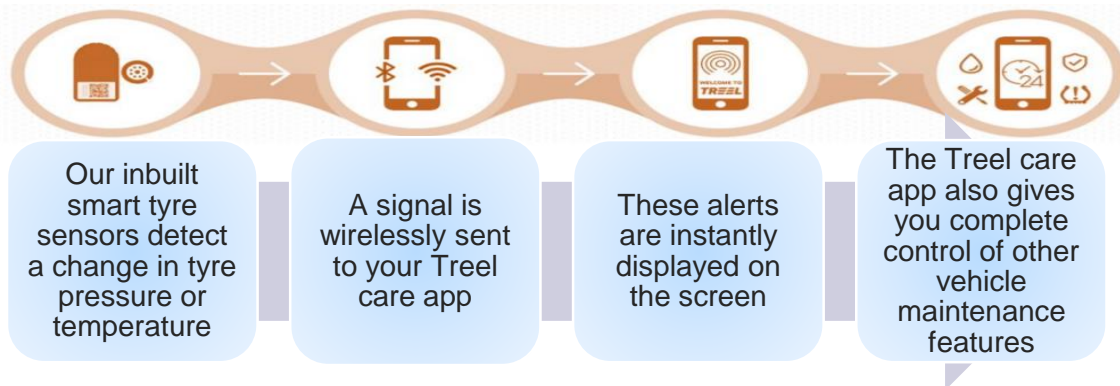 WELCOME TO
TREEL
24
Our inbuilt
smart tyre
sensors detect
a change in tyre
pressure or
temperature
A signal is
wirelessly sent
to your Treel
care app
These alerts
are instantly
displayed on
the screen
The Treel care
app also gives
you complete
control of other
vehicle
maintenance
features